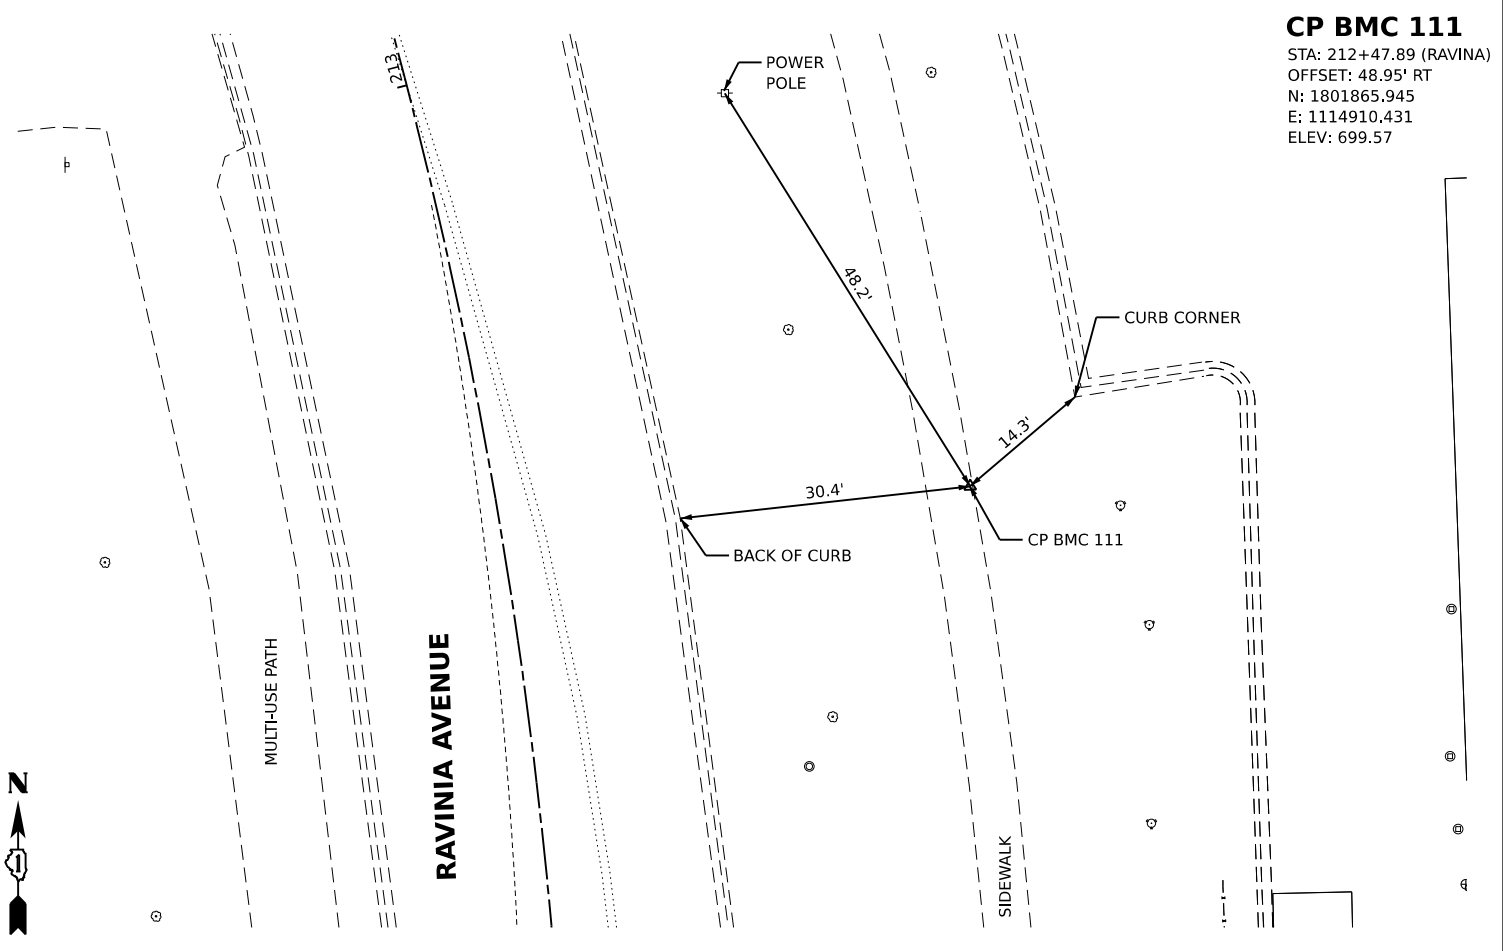 CP BMC 111
STA: 212+47.89 (RAVINA)
OFFSET: 48.95' RT
N: 1801865.945
E: 1114910.431
ELEV: 699.57
213
POWER
POLE
48.2'
CURB CORNER
14.3'
30.4'
CP BMC 111
BACK OF CURB
MULTI-USE PATH
RAVINIA AVENUE
SIDEWALK
N
1